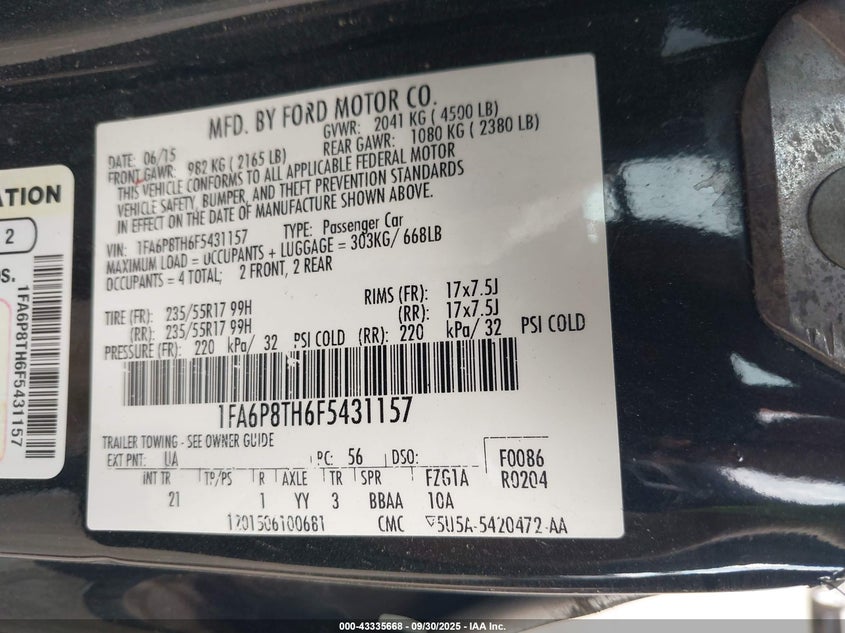 MFD. BY FORD MOTOR CO.
DATE: 06/15 GVWR: 2041 KG ( 4500 LB)
FRONT GAWR: 982 KG ( 2165 LB) REAR GAWR: 1080 KG ( 2380 LB)
THIS VEHICLE CONFORMS TO ALL APPLICABLE FEDERAL MOTOR
VEHICLE SAFETY, BUMPER, AND THEFT PREVENTION STANDARDS
IN EFFECT ON THE DATE OF MANUFACTURE SHOWN ABOVE.
VIN: 1FA6P8TH6F5431157 TYPE: Passenger Car
MAXIMUM LOAD = OCCUPANTS + LUGGAGE = 303KG/ 668LB
OCCUPANTS = 4 TOTAL; 2 FRONT, 2 REAR
TIRE (FR): 235/55R17 99H RIMS (FR): 17x7.5J
(RR): 235/55R17 99H (RR): 17x7.5J
PRESSURE (FR): 220 kPa/ 32 PSI COLD (RR): 220 kPa/ 32 PSI COLD
1FA6P8TH6F5431157
TRAILER TOWING - SEE OWNER GUIDE
EXT PNT: UA PC: 56 DSO: F0086
R0204
INT TR TP/PS R AXLE TR SPR FZG1A
21 1 YY 3 BBAA 10A
1701506100681 CMC 5U5A-5420472-AA
ATION
2
OS.
1FA6P8TH6F5431157
000-43335668 - 09/30/2025 - IAA Inc.